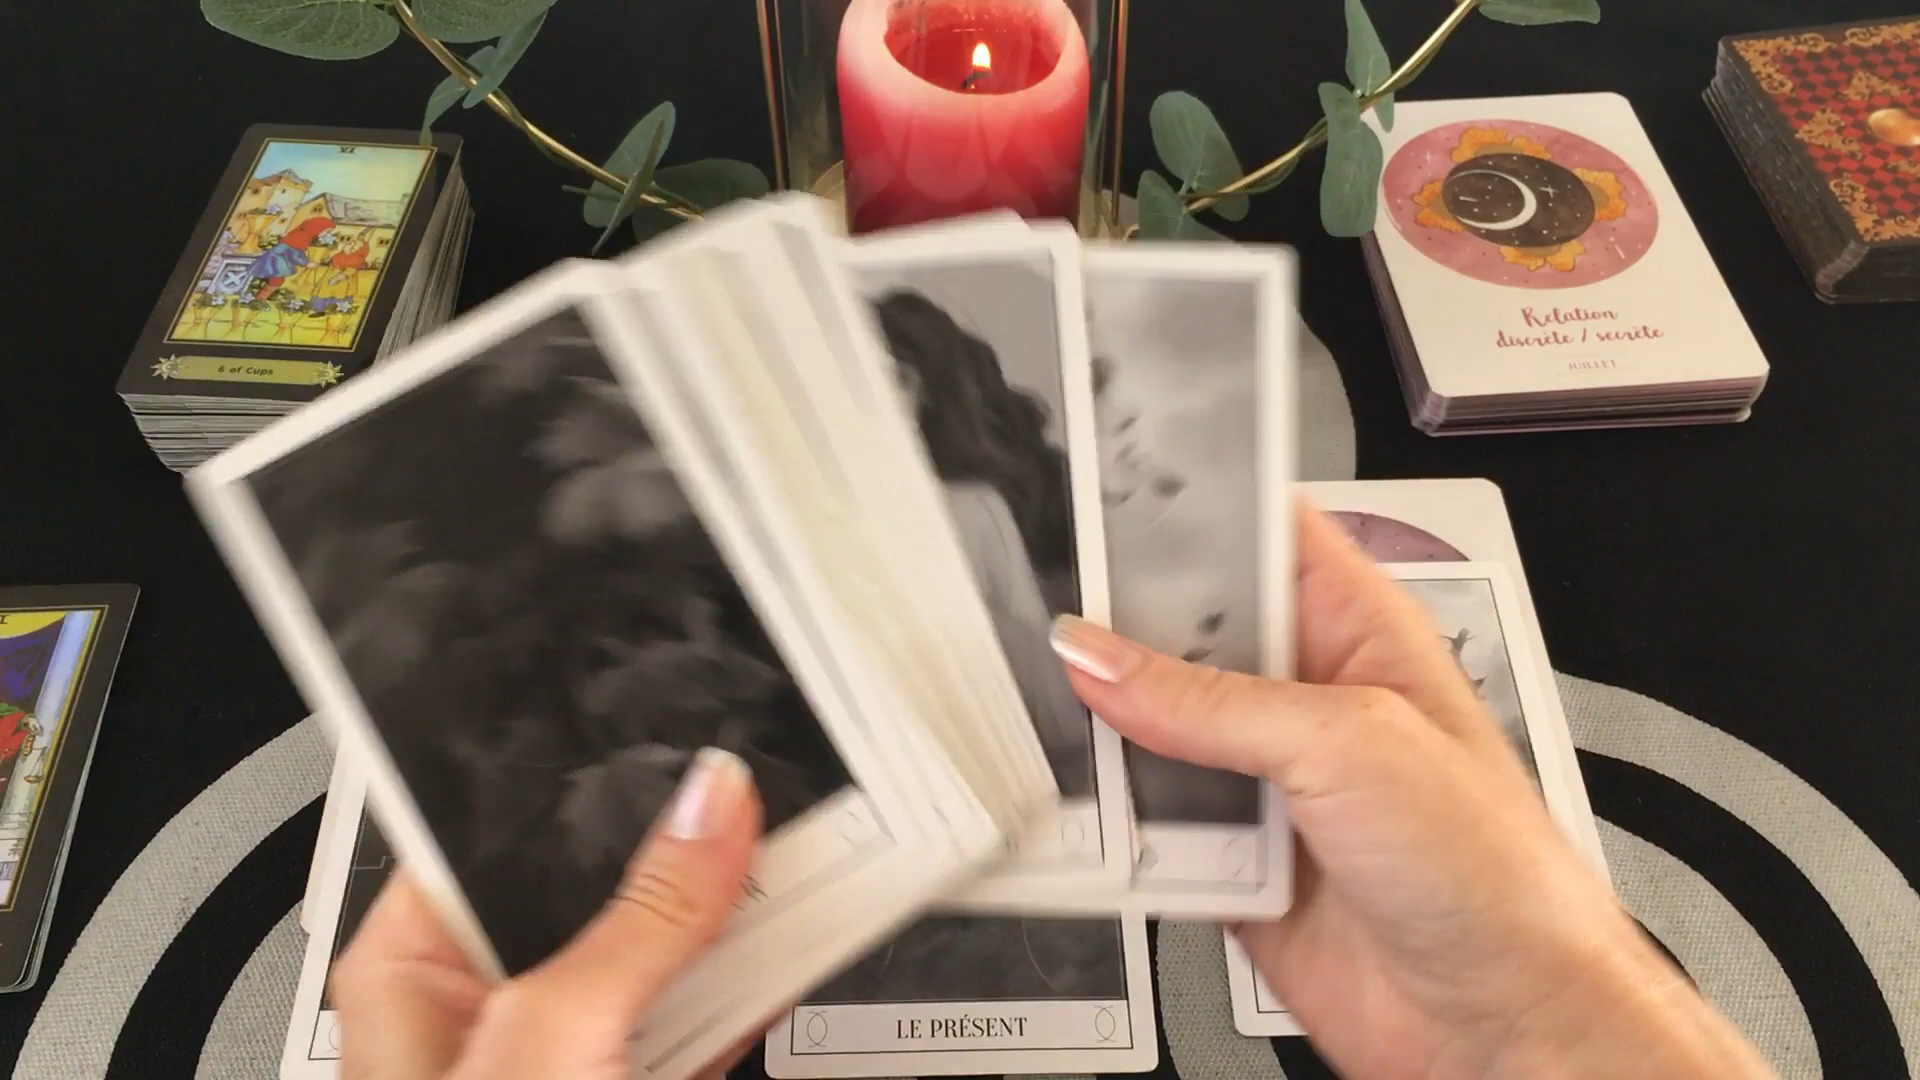 VI
6 of Cups
Relation
discrète / secrète
JUILLET
LE PRÉSENT